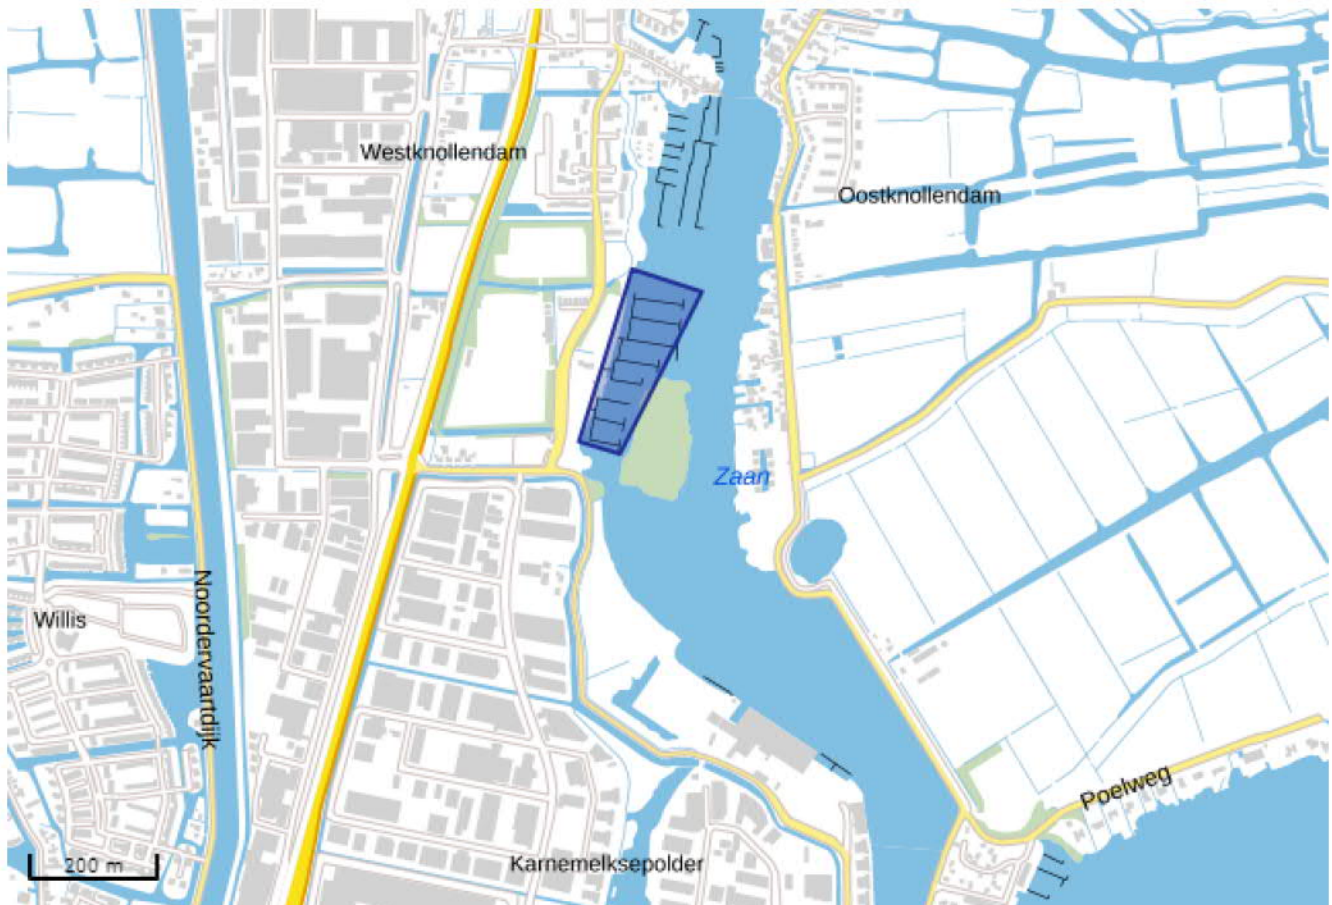 Westknollendam
Oostknollendam
Zaan
Noordervaartdijk
Willis
Poelweg
Karnemelksepolder
200 m